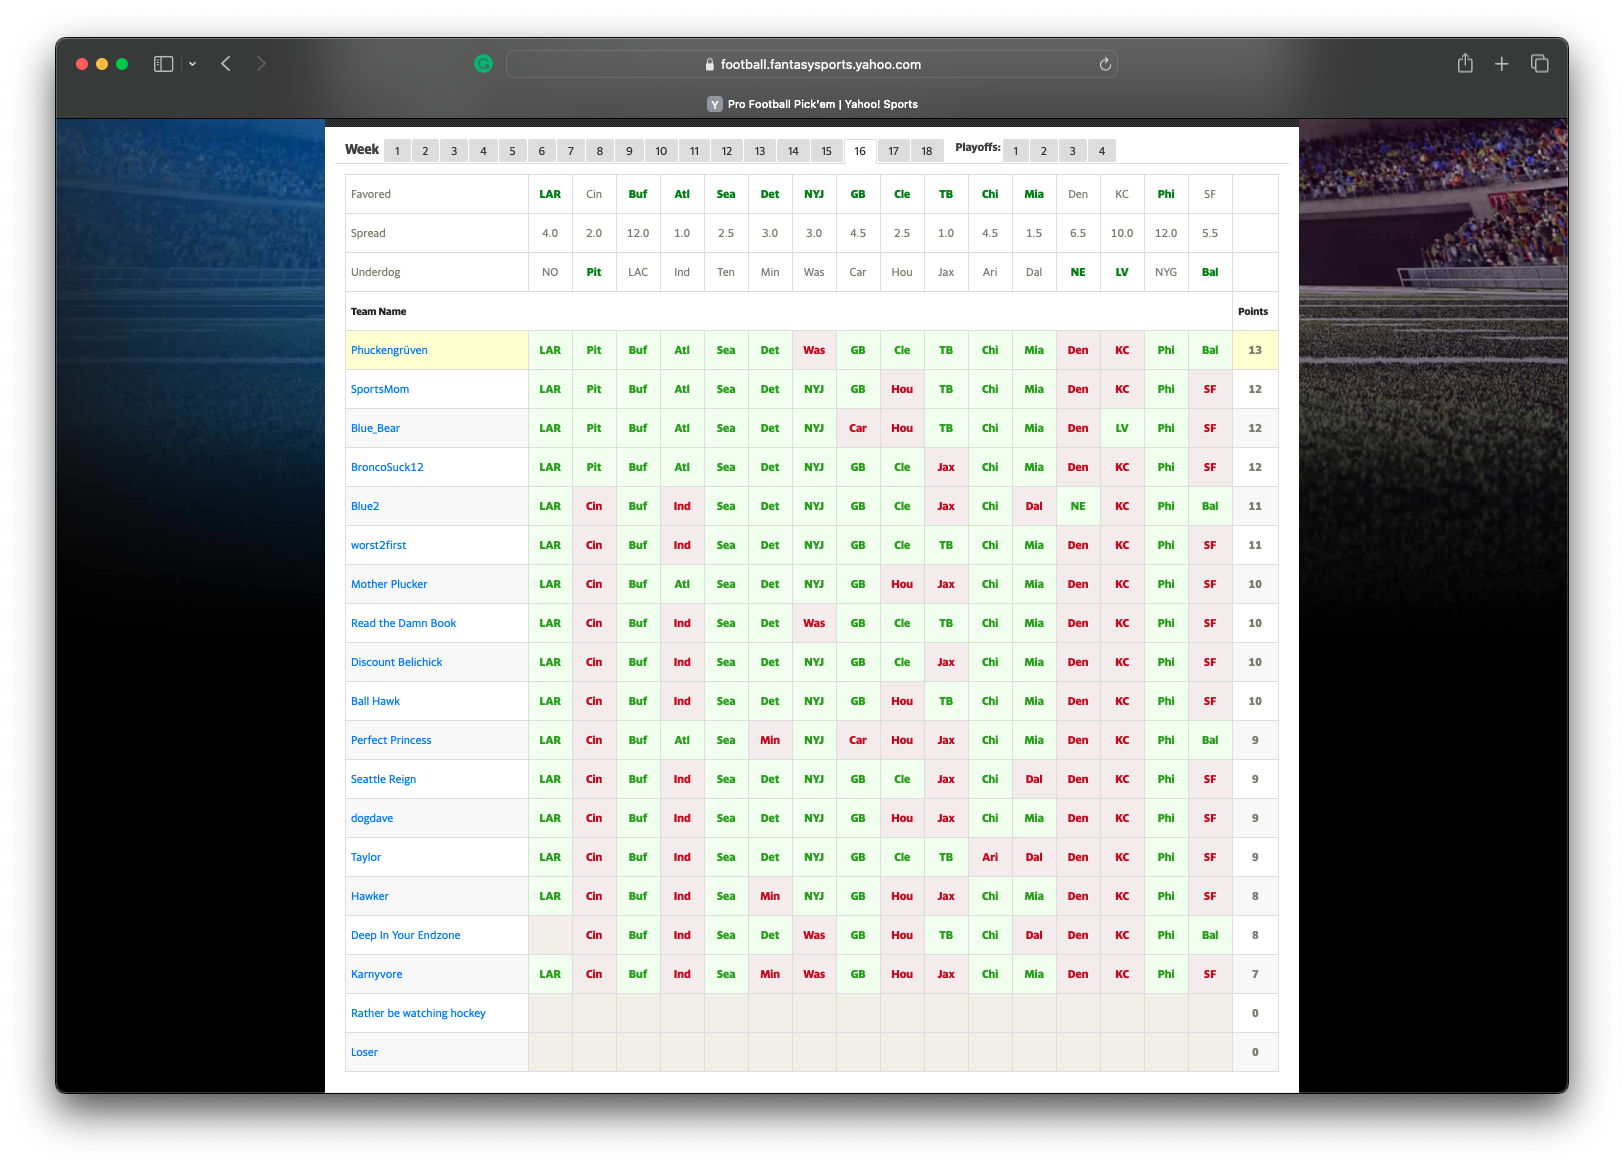 football.fantasysports.yahoo.com
Y Pro Football Pick'em | Yahoo! Sports
Week 1 2 3 4 5 6 7 8 9 10 11 12 13 14 15 16 17 18 Playoffs: 1 2 3 4
Favored LAR Cin Buf Atl Sea Det NYJ GB Cle TB Chi Mia Den KC Phi SF
Spread 4.0 2.0 12.0 1.0 2.5 3.0 3.0 4.5 2.5 1.0 4.5 1.5 6.5 10.0 12.0 5.5
Underdog NO Pit LAC Ind Ten Min Was Car Hou Jax Ari Dal NE LV NYG Bal
Team Name Points
Phuckengrüven LAR Pit Buf Atl Sea Det Was GB Cle TB Chi Mia Den KC Phi Bal 13
SportsMom LAR Pit Buf Atl Sea Det NYJ GB Hou TB Chi Mia Den KC Phi SF 12
Blue_Bear LAR Pit Buf Atl Sea Det NYJ Car Hou TB Chi Mia Den LV Phi SF 12
BroncoSuck12 LAR Pit Buf Atl Sea Det NYJ GB Cle Jax Chi Mia Den KC Phi SF 12
Blue2 LAR Cin Buf Ind Sea Det NYJ GB Cle Jax Chi Dal NE KC Phi Bal 11
worst2first LAR Cin Buf Ind Sea Det NYJ GB Cle TB Chi Mia Den KC Phi SF 11
Mother Plucker LAR Cin Buf Atl Sea Det NYJ GB Hou Jax Chi Mia Den KC Phi SF 10
Read the Damn Book LAR Cin Buf Ind Sea Det Was GB Cle TB Chi Mia Den KC Phi SF 10
Discount Belichick LAR Cin Buf Ind Sea Det NYJ GB Cle Jax Chi Mia Den KC Phi SF 10
Ball Hawk LAR Cin Buf Ind Sea Det NYJ GB Hou TB Chi Mia Den KC Phi SF 10
Perfect Princess LAR Cin Buf Atl Sea Min NYJ Car Hou Jax Chi Mia Den KC Phi Bal 9
Seattle Reign LAR Cin Buf Ind Sea Det NYJ GB Cle Jax Chi Dal Den KC Phi SF 9
dogdave LAR Cin Buf Ind Sea Det NYJ GB Hou Jax Chi Mia Den KC Phi SF 9
Taylor LAR Cin Buf Ind Sea Det NYJ GB Cle TB Ari Dal Den KC Phi SF 9
Hawker LAR Cin Buf Ind Sea Min NYJ GB Hou Jax Chi Mia Den KC Phi SF 8
Deep In Your Endzone Cin Buf Ind Sea Det Was GB Hou TB Chi Dal Den KC Phi Bal 8
Karnyvore LAR Cin Buf Ind Sea Min Was GB Hou Jax Chi Mia Den KC Phi SF 7
Rather be watching hockey 0
Loser 0